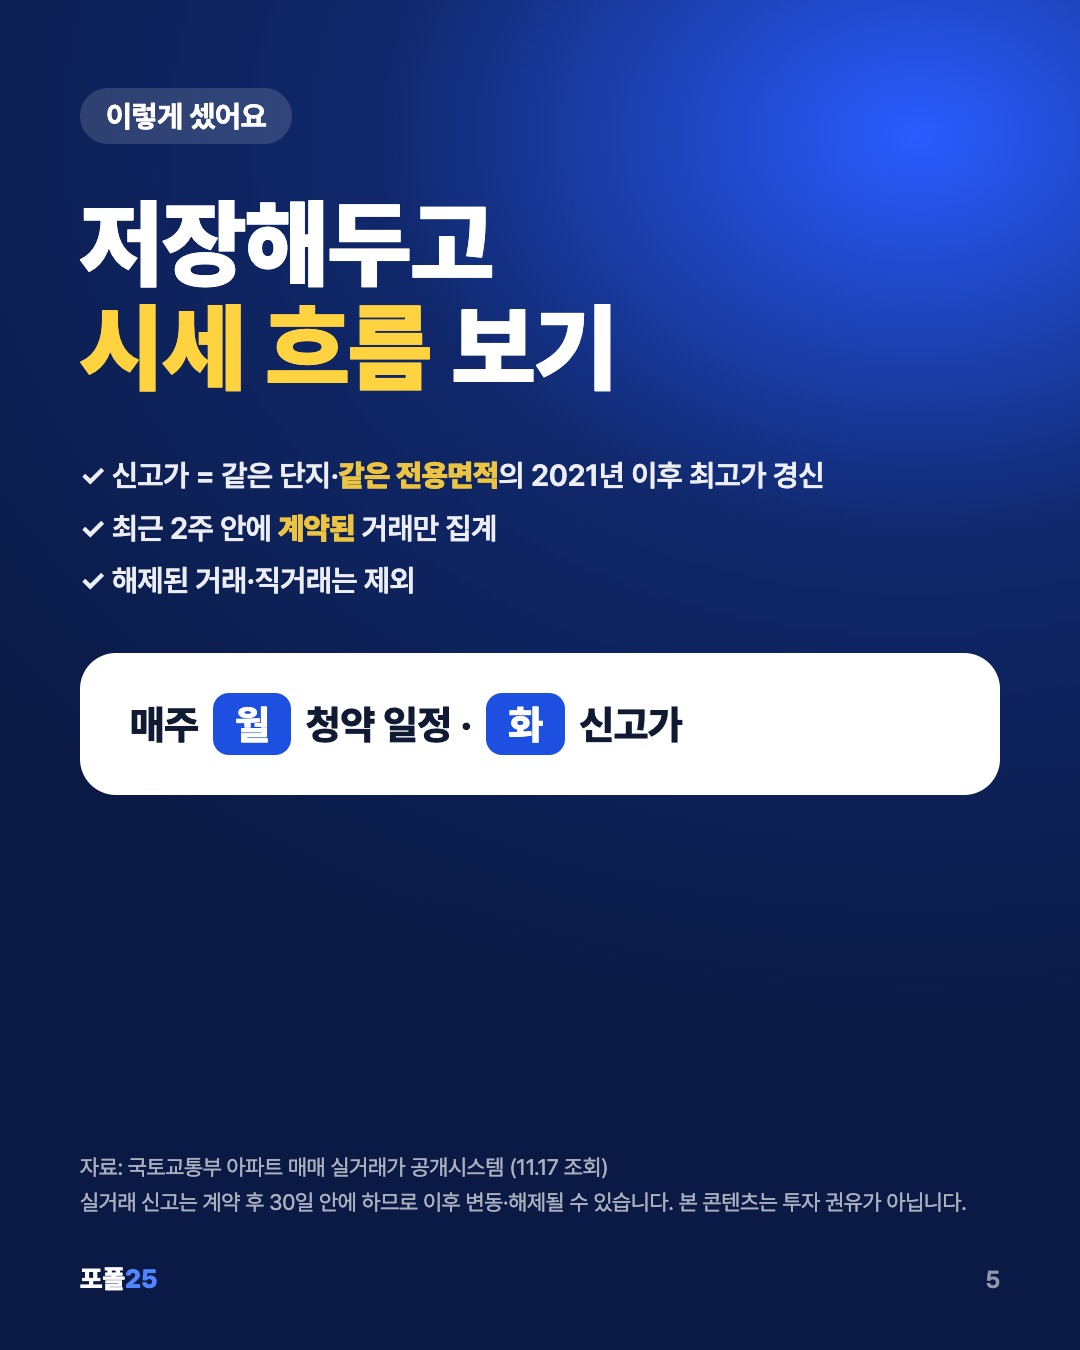 이렇게 셌어요
저장해두고
시세 흐름 보기
✓ 신고가 = 같은 단지·같은 전용면적의 2021년 이후 최고가 경신
✓ 최근 2주 안에 계약된 거래만 집계
✓ 해제된 거래·직거래는 제외
매주 월 청약 일정 · 화 신고가
자료: 국토교통부 아파트 매매 실거래가 공개시스템 (11.17 조회)
실거래 신고는 계약 후 30일 안에 하므로 이후 변동·해제될 수 있습니다. 본 콘텐츠는 투자 권유가 아닙니다.
포폴25
5